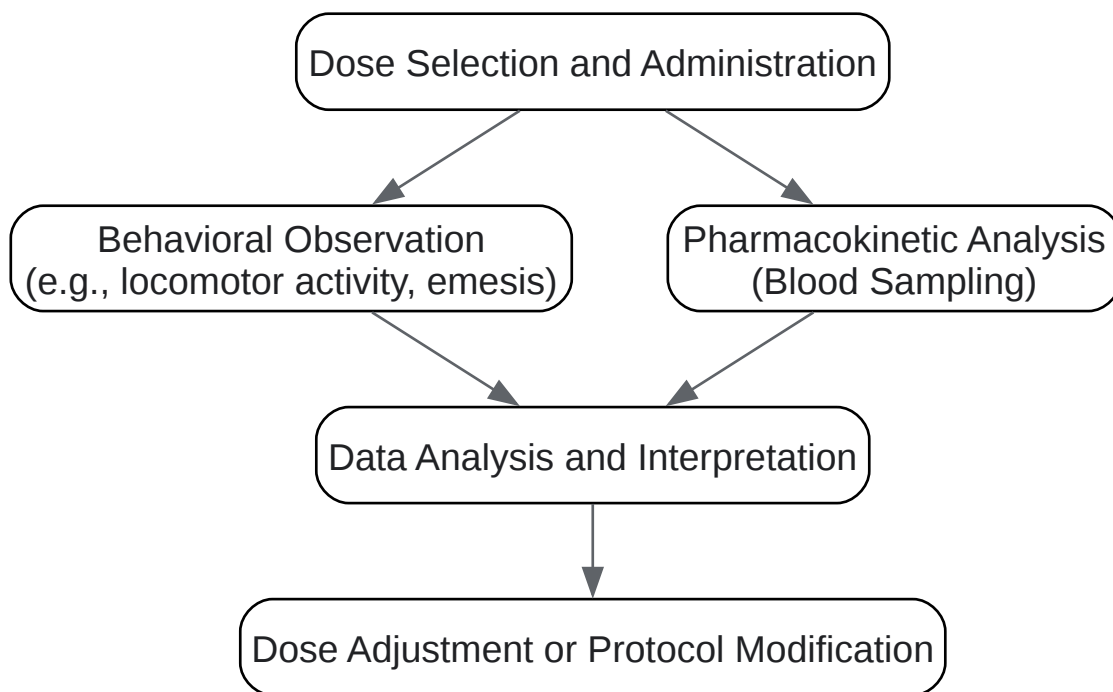 Dose Selection and Administration
Behavioral Observation
(e.g., locomotor activity, emesis)
Pharmacokinetic Analysis
(Blood Sampling)
Data Analysis and Interpretation
Dose Adjustment or Protocol Modification